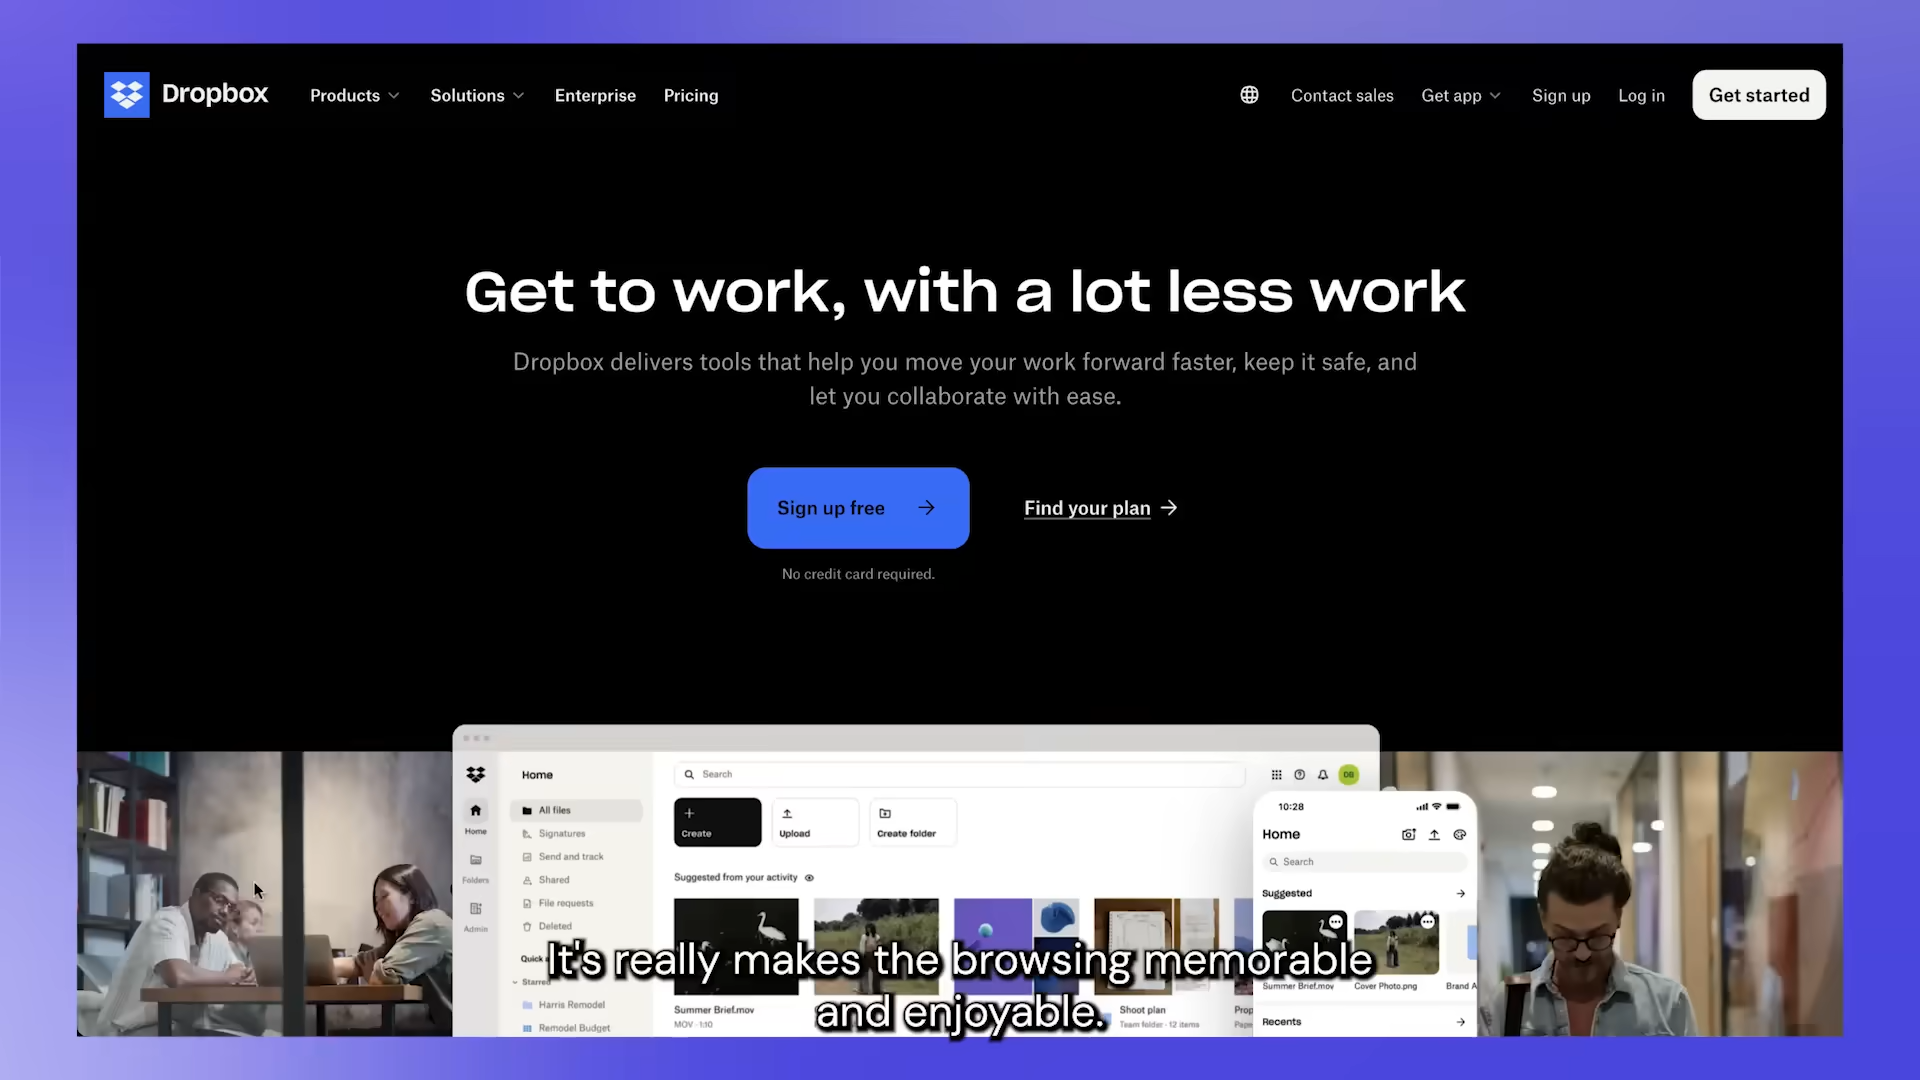 Dropbox
Products
Solutions
Enterprise
Pricing
Contact sales
Get app
Sign up
Log in
Get started
Get to work, with a lot less work
Dropbox delivers tools that help you move your work forward faster, keep it safe, and
let you collaborate with ease.
Sign up free
Find your plan
No credit card required.
Home
Folders
Admin
Home
All files
Signatures
Send and track
Shared
File requests
Deleted
Quick
Starred
Harris Remodel
Remodel Budget
Search
DB
Create
Upload
Create folder
Suggested from your activity
Summer Brief.mov
MOV · 1:10
Shoot plan
Team folder · 12 items
10:28
Home
Search
Suggested
Summer Brief.mov
Cover Photo.png
Brand A
Recents
It's really makes the browsing memorable
and enjoyable.